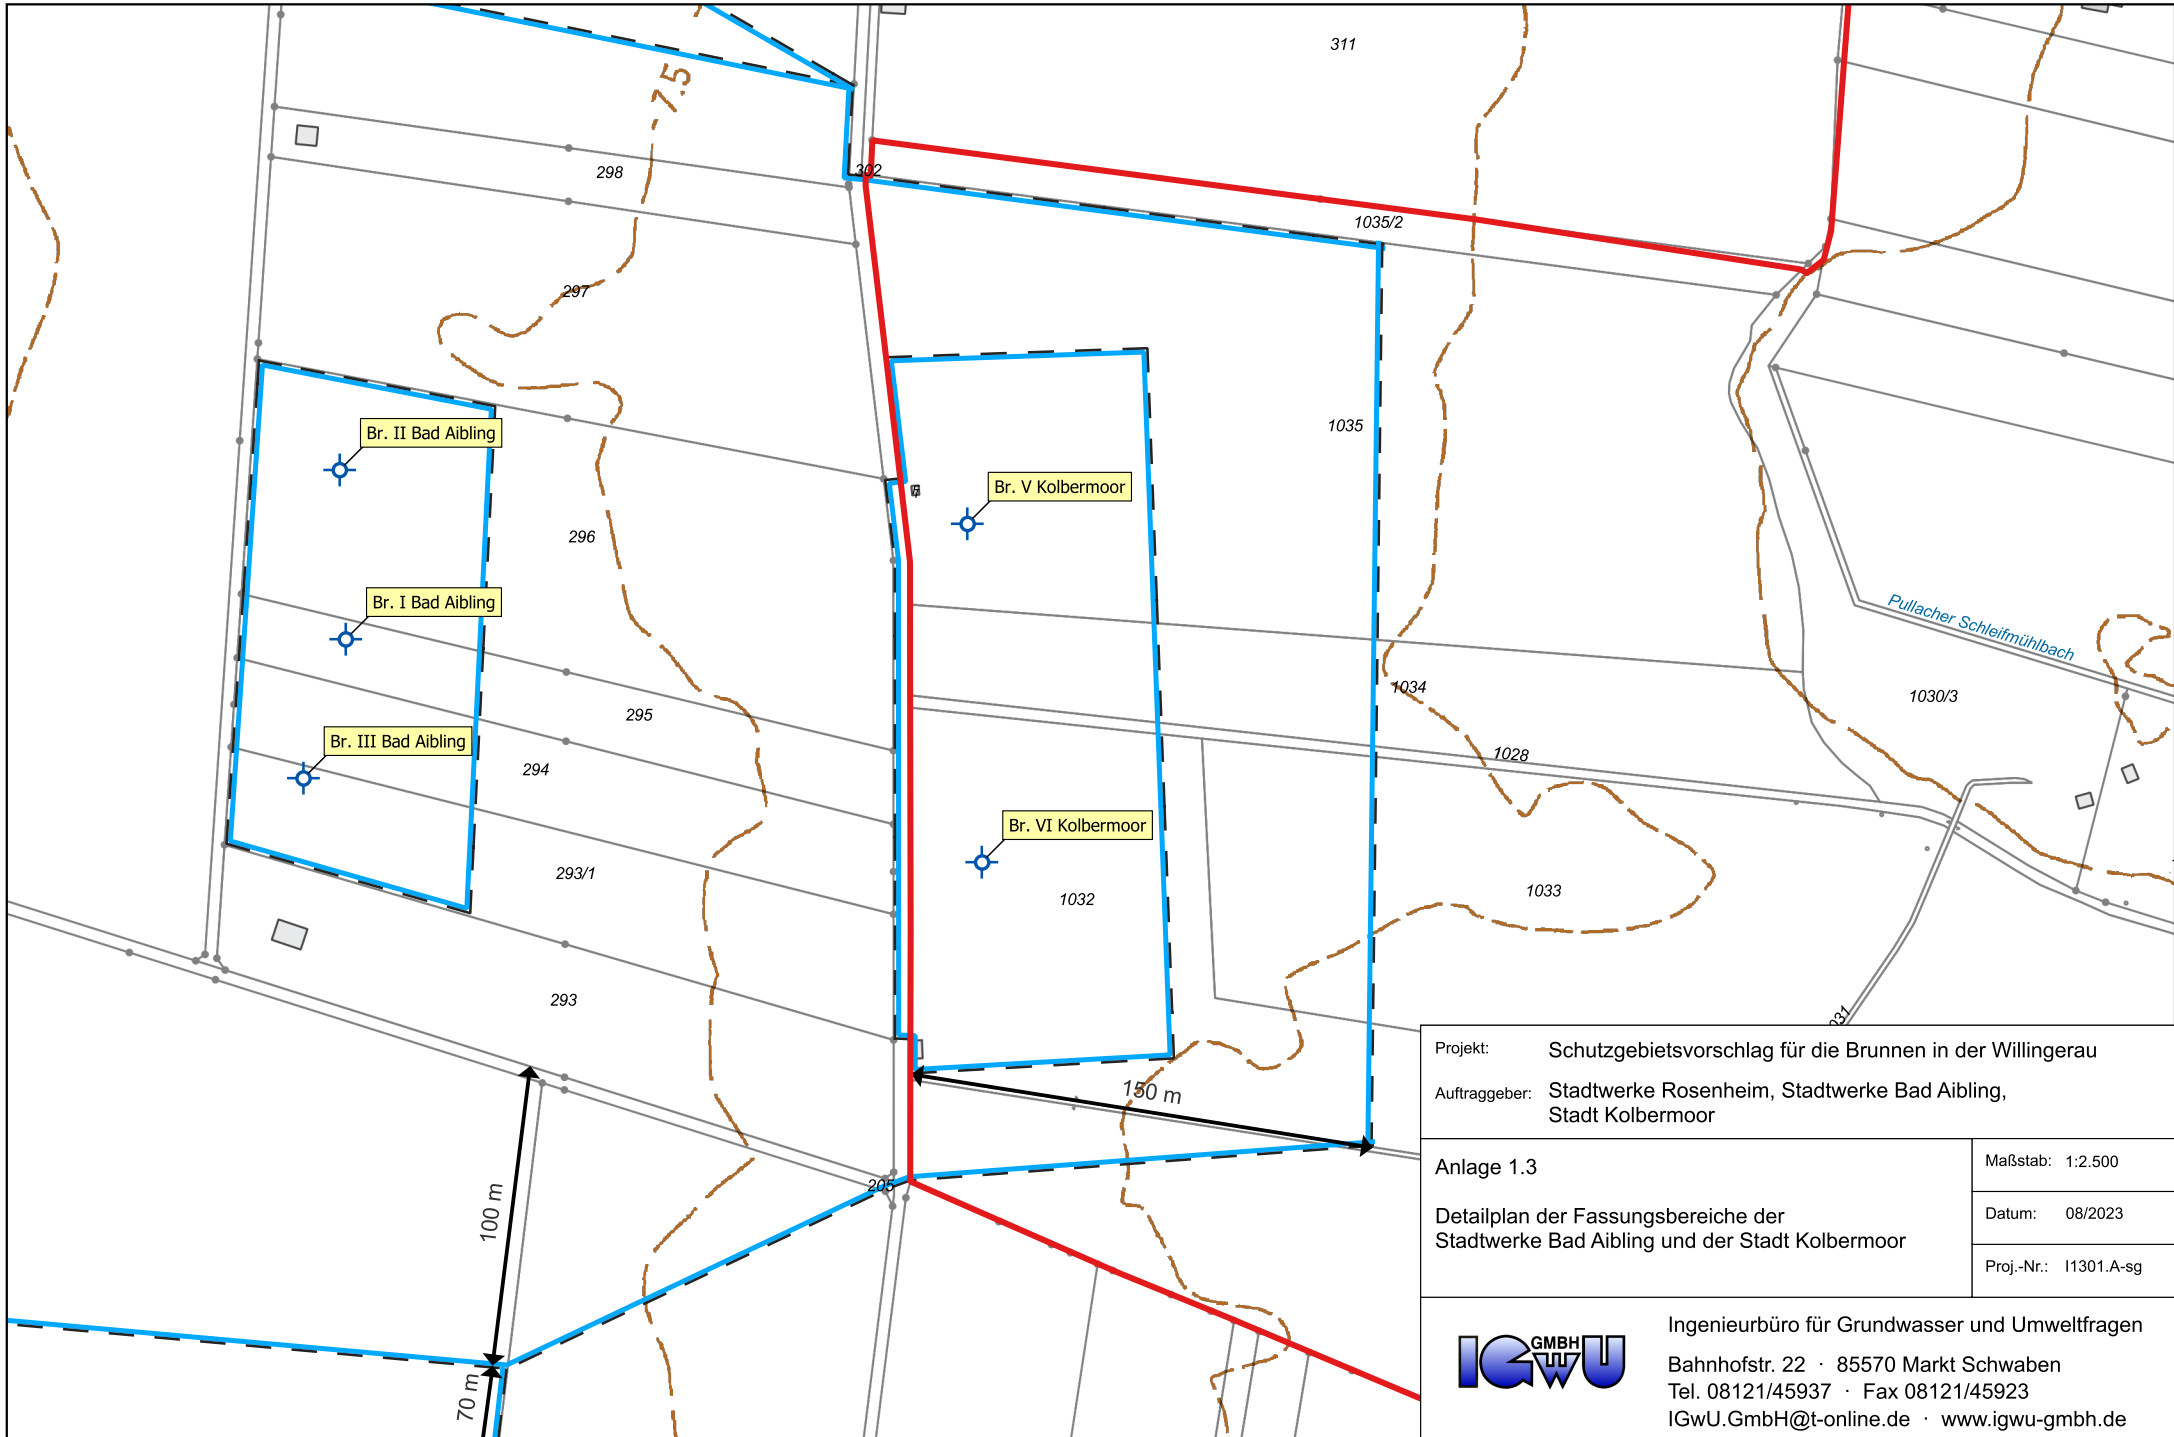 311
7.5
298
302
1035/2
297
Br. II Bad Aibling
1035
Br. V Kolbermoor
296
Br. I Bad Aibling
Pullacher Schleifmühlbach
1034
1030/3
295
Br. III Bad Aibling
294
1028
Br. VI Kolbermoor
293/1
1033
1032
293
150 m
205
100 m
70 m
Projekt: Schutzgebietsvorschlag für die Brunnen in der Willingerau
Auftraggeber: Stadtwerke Rosenheim, Stadtwerke Bad Aibling,
Stadt Kolbermoor
Anlage 1.3
Detailplan der Fassungsbereiche der
Stadtwerke Bad Aibling und der Stadt Kolbermoor
Maßstab: 1:2.500
Datum: 08/2023
Proj.-Nr.: I1301.A-sg
IGwU GMBH
Ingenieurbüro für Grundwasser und Umweltfragen
Bahnhofstr. 22 · 85570 Markt Schwaben
Tel. 08121/45937 · Fax 08121/45923
IGwU.GmbH@t-online.de · www.igwu-gmbh.de